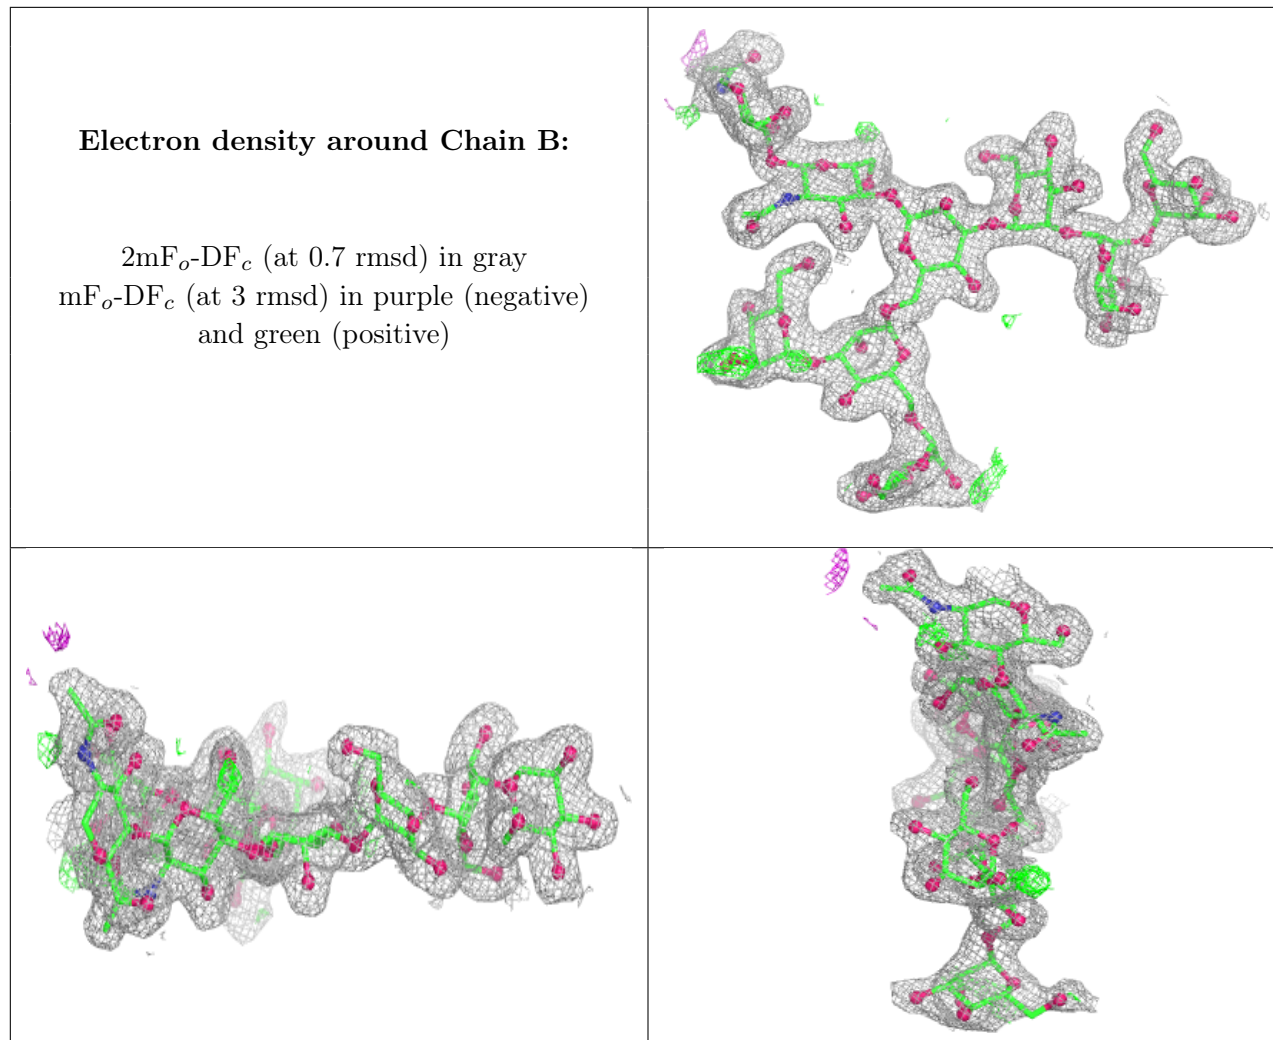 Electron density around Chain B:
2mFo-DFc (at 0.7 rmsd) in gray
mFo-DFc (at 3 rmsd) in purple (negative)
and green (positive)